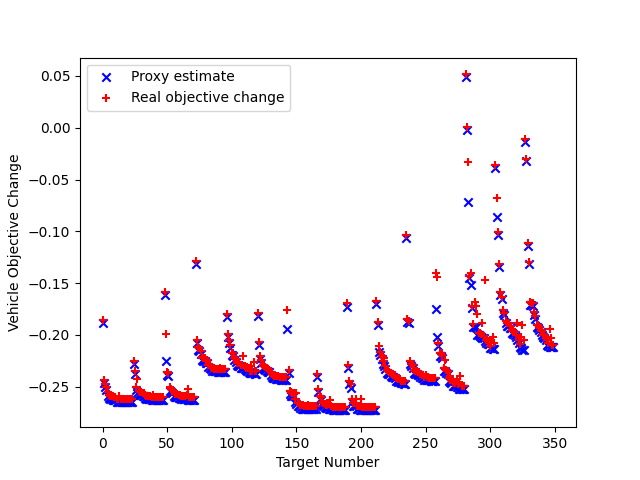 Proxy estimate
Real objective change
0.05
0.00
−0.05
−0.10
−0.15
−0.20
−0.25
Vehicle Objective Change
0 50 100 150 200 250 300 350
Target Number